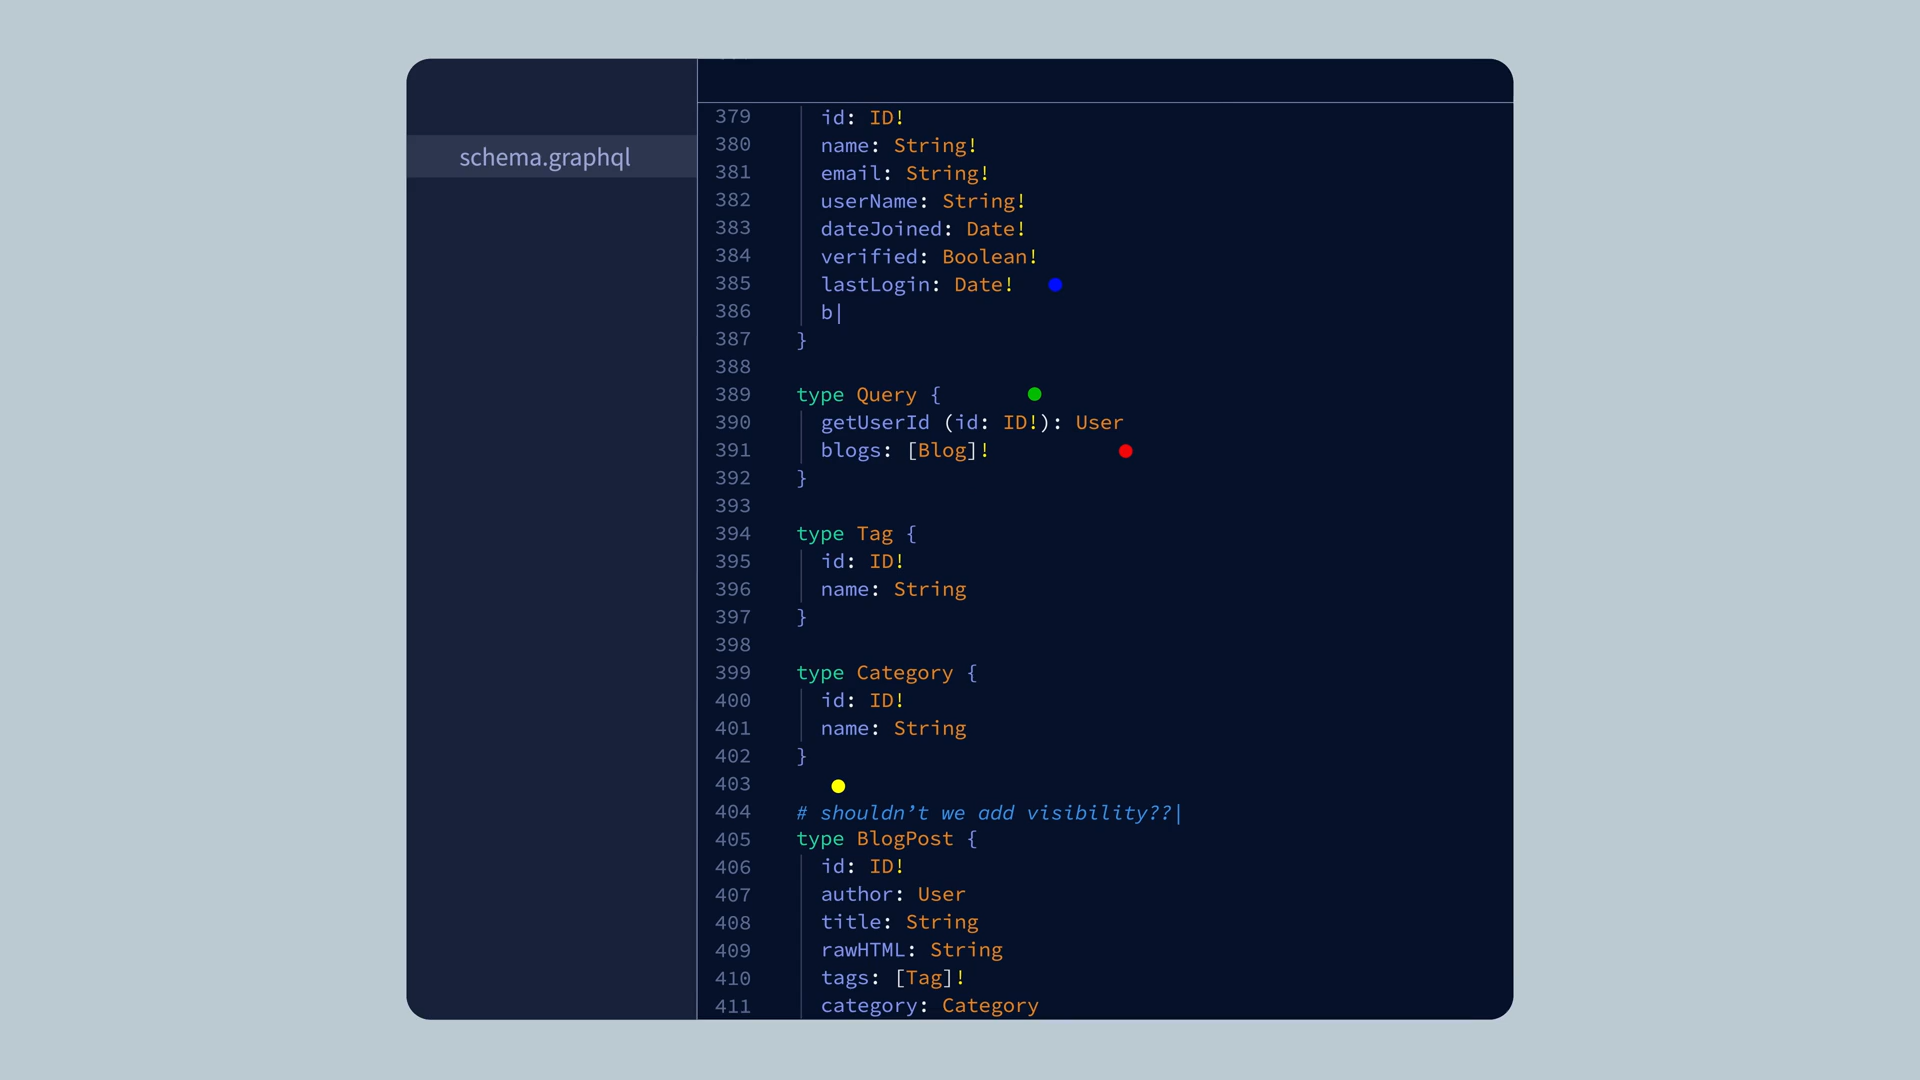 schema.graphql
379 id: ID!
380 name: String!
381 email: String!
382 userName: String!
383 dateJoined: Date!
384 verified: Boolean!
385 lastLogin: Date!
386 b|
387 }
388
389 type Query {
390 getUserId (id: ID!): User
391 blogs: [Blog]!
392 }
393
394 type Tag {
395 id: ID!
396 name: String
397 }
398
399 type Category {
400 id: ID!
401 name: String
402 }
403
404 # shouldn’t we add visibility??|
405 type BlogPost {
406 id: ID!
407 author: User
408 title: String
409 rawHTML: String
410 tags: [Tag]!
411 category: Category